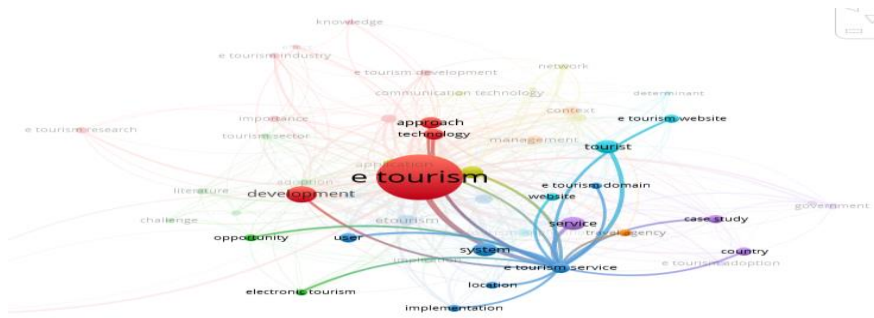 knowledge
e tourism industry
e tourism development
network
communication technology
determinant
context
importance
approach
e tourism website
e tourism research
technology
tourism sector
management
tourist
application
e tourism
adoption
e tourism domain
literature
development
website
government
challenge
etourism
service
case study
travel agency
opportunity
user
system
country
implication
e tourism service
e tourism adoption
location
electronic tourism
implementation